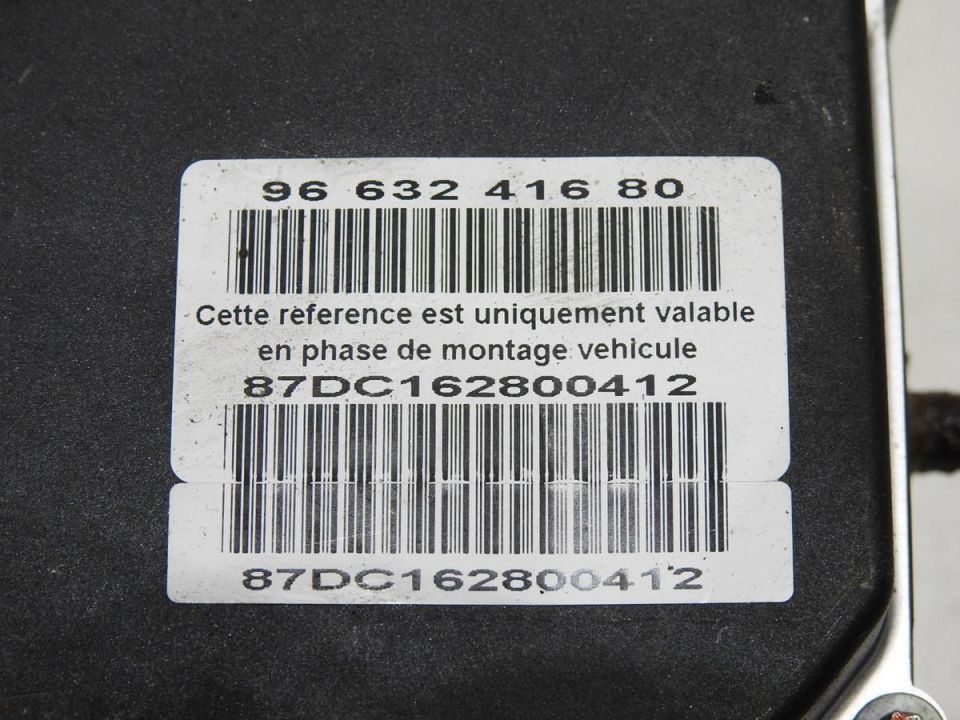 96 632 416 80
Cette reference est uniquement valable
en phase de montage vehicule
87DC162800412
87DC162800412